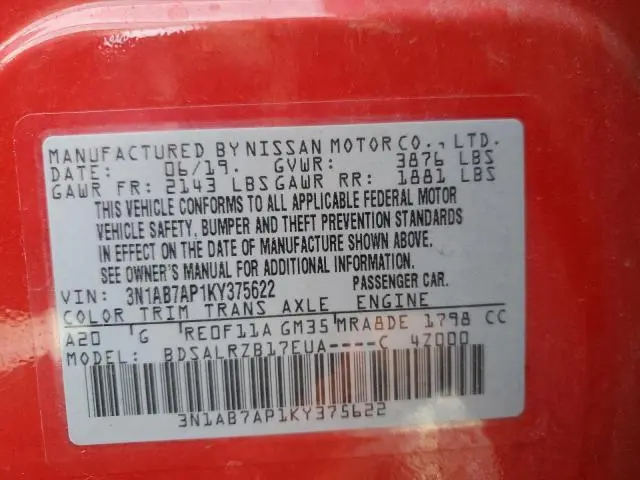 MANUFACTURED BY NISSAN MOTOR CO., LTD.
DATE: 06/19. GVWR: 3876 LBS
GAWR FR: 2143 LBS GAWR RR: 1881 LBS
THIS VEHICLE CONFORMS TO ALL APPLICABLE FEDERAL MOTOR
VEHICLE SAFETY, BUMPER AND THEFT PREVENTION STANDARDS
IN EFFECT ON THE DATE OF MANUFACTURE SHOWN ABOVE.
SEE OWNER'S MANUAL FOR ADDITIONAL INFORMATION.
VIN: 3N1AB7AP1KY375622 PASSENGER CAR.
COLOR TRIM TRANS AXLE ENGINE
A20 G RE0F11A GM35 MRA8DE 1798 CC
MODEL: BDSALRZB17EUA----C 4Z000
3N1AB7AP1KY375622